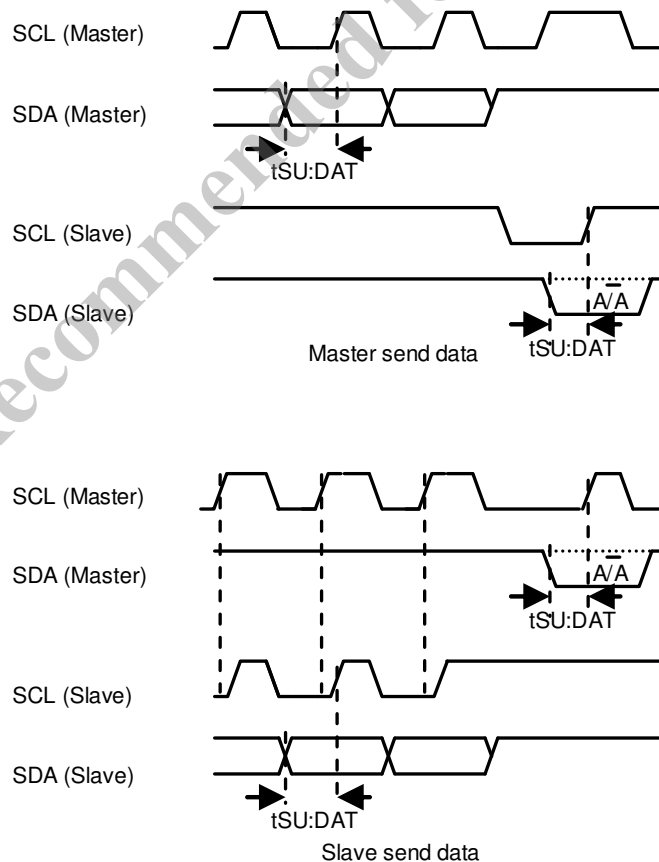 SCL (Master)
SDA (Master)
tSU:DAT
SCL (Slave)
SDA (Slave)
A/A̅
tSU:DAT
Master send data
SCL (Master)
SDA (Master)
A/A̅
tSU:DAT
SCL (Slave)
SDA (Slave)
tSU:DAT
Slave send data